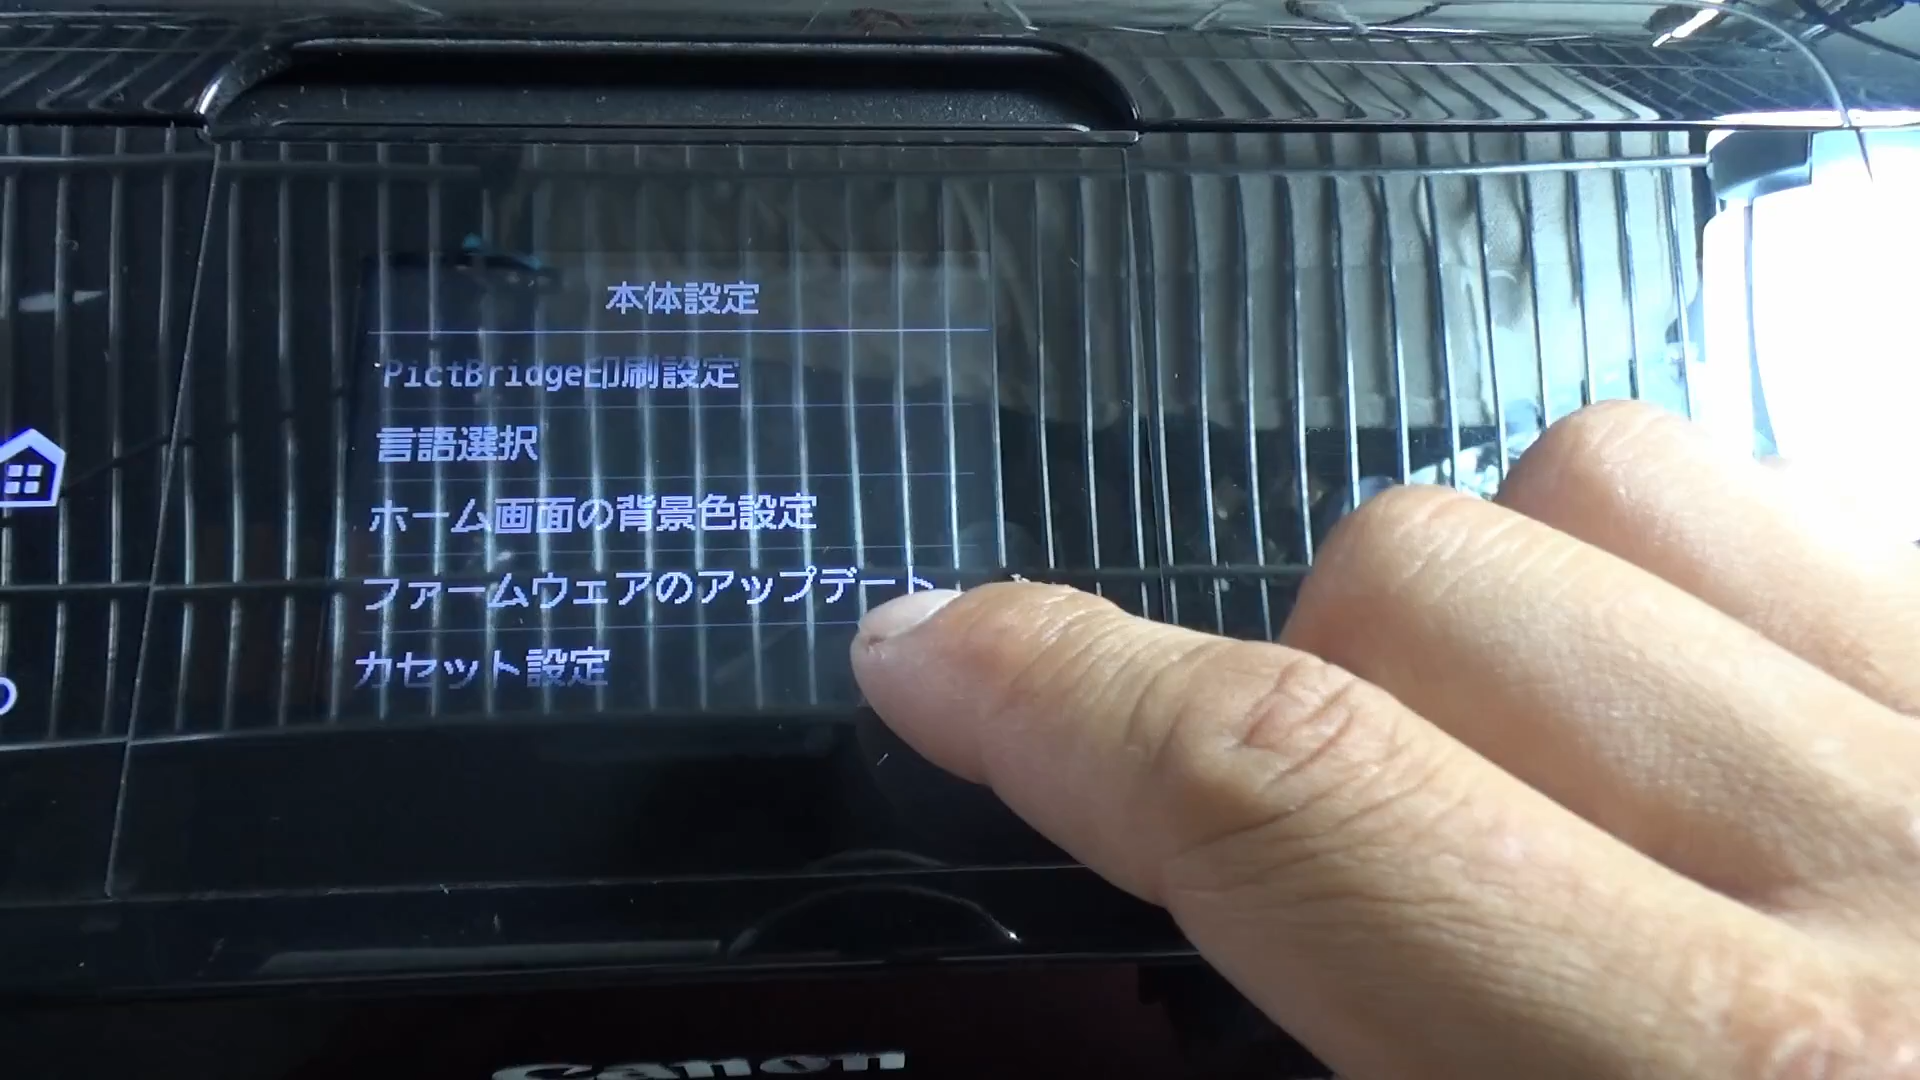 本体設定
PictBridge印刷設定
言語選択
ホーム画面の背景色設定
ファームウェアのアップデート
カセット設定
Canon